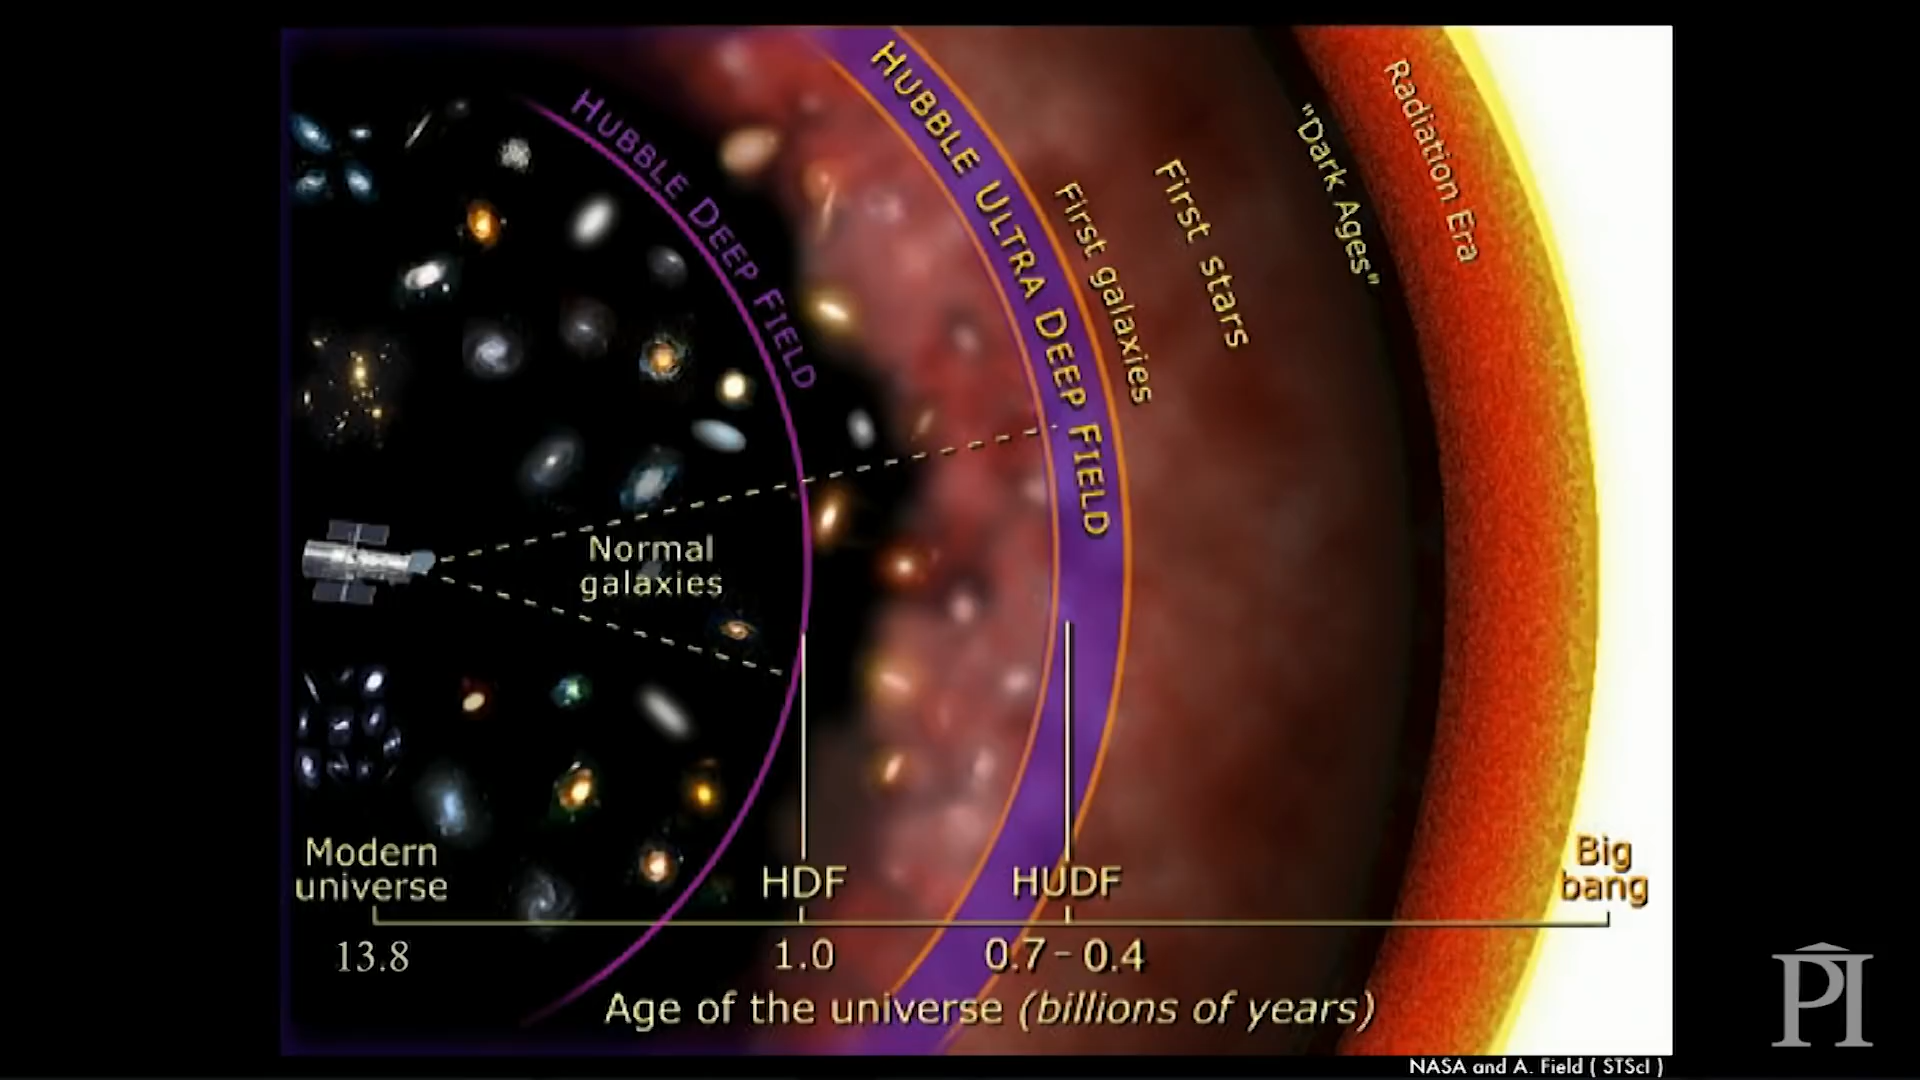 HUBBLE DEEP FIELD
HUBBLE ULTRA DEEP FIELD
First galaxies
First stars
"Dark Ages"
Radiation Era
Normal
galaxies
Modern
universe
HDF
HUDF
Big
bang
13.8
1.0
0.7 - 0.4
Age of the universe (billions of years)
PI
NASA and A. Field ( STScI )